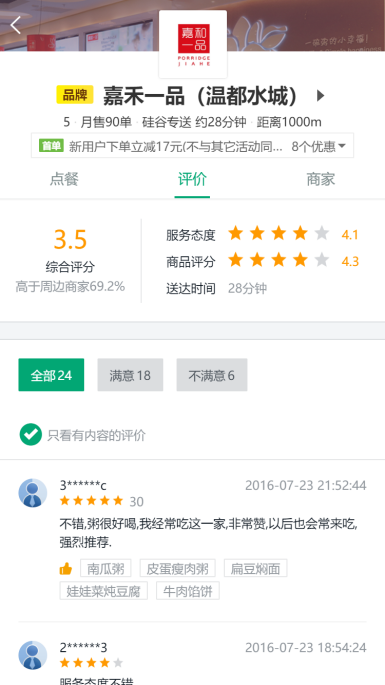 一亩宗的小幸福!
嘉和
一品
PORRIDGE
JIAHE
品牌 嘉禾一品（温都水城）
5 月售90单 硅谷专送 约28分钟 距离1000m
首单 新用户下单立减17元(不与其它活动同... 8个优惠
点餐 评价 商家
3.5
综合评分
高于周边商家69.2%
服务态度 4.1
商品评分 4.3
送达时间 28分钟
全部24 满意18 不满意6
只看有内容的评价
3******c 2016-07-23 21:52:44
30
不错,粥很好喝,我经常吃这一家,非常赞,以后也会常来吃,
强烈推荐.
南瓜粥 皮蛋瘦肉粥 扁豆焖面
娃娃菜炖豆腐 牛肉馅饼
2******3 2016-07-23 18:54:24
服务态度不错